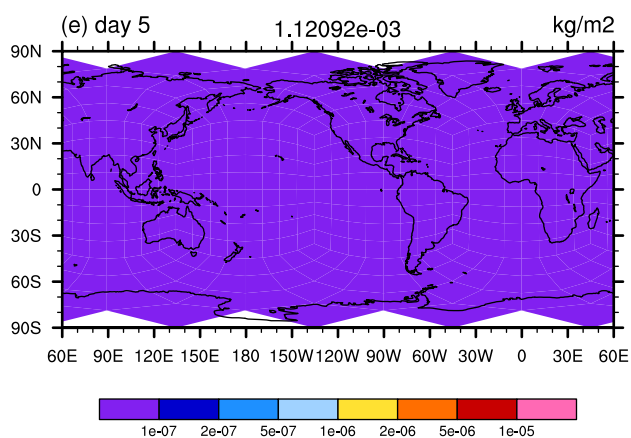 (e) day 5 1.12092e-03 kg/m2
90N
60N
30N
0
30S
60S
90S
60E 90E 120E 150E 180 150W 120W 90W 60W 30W 0 30E 60E
1e-07 2e-07 5e-07 1e-06 2e-06 5e-06 1e-05